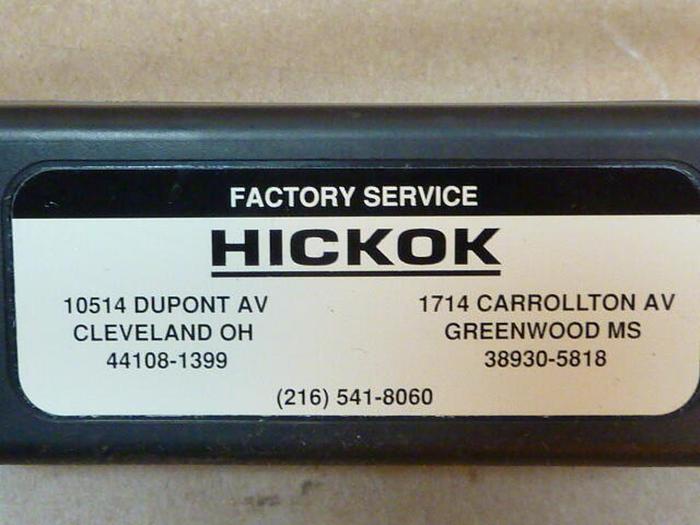 FACTORY SERVICE
HICKOK
10514 DUPONT AV
CLEVELAND OH
44108-1399
1714 CARROLLTON AV
GREENWOOD MS
38930-5818
(216) 541-8060